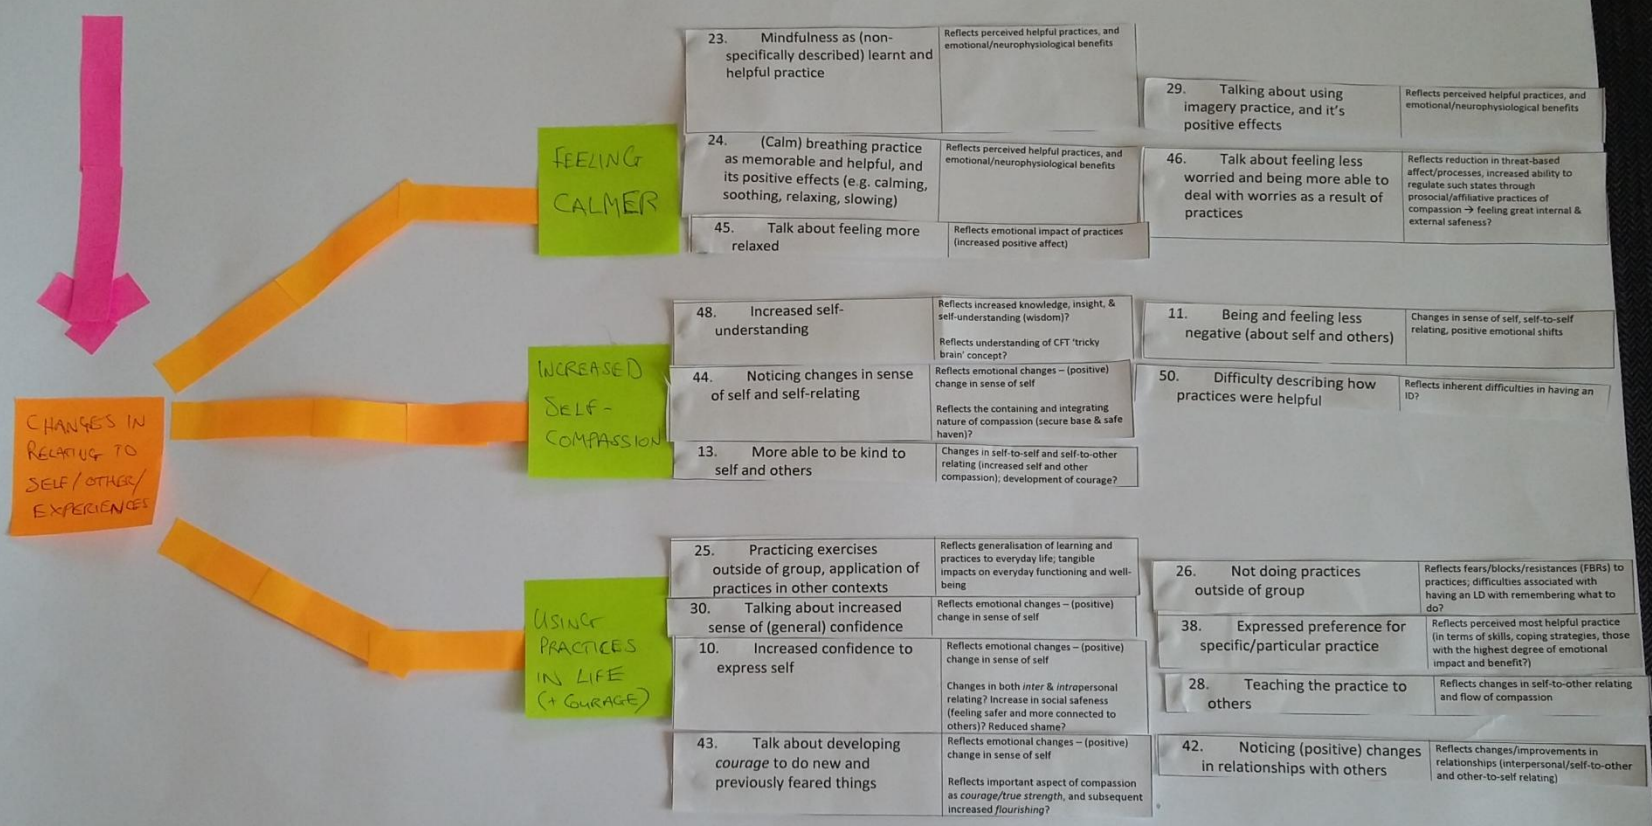 CHANGES IN
RELATING TO
SELF/OTHER/
EXPERIENCES
FEELING
CALMER
23. Mindfulness as (non-
specifically described) learnt and
helpful practice
Reflects perceived helpful practices, and
emotional/neurophysiological benefits
24. (Calm) breathing practice
as memorable and helpful, and
its positive effects (e.g. calming,
soothing, relaxing, slowing)
Reflects perceived helpful practices, and
emotional/neurophysiological benefits
45. Talk about feeling more
relaxed
Reflects emotional impact of practices
(increased positive affect)
29. Talking about using
imagery practice, and it's
positive effects
Reflects perceived helpful practices, and
emotional/neurophysiological benefits
46. Talk about feeling less
worried and being more able to
deal with worries as a result of
practices
Reflects reduction in threat-based
affect/processes, increased ability to
regulate such states through
prosocial/affiliative practices of
compassion → feeling great internal &
external safeness?
INCREASED
SELF-
COMPASSION
48. Increased self-
understanding
Reflects increased knowledge, insight, &
self-understanding (wisdom)?
Reflects understanding of CFT 'tricky
brain' concept?
44. Noticing changes in sense
of self and self-relating
Reflects emotional changes – (positive)
change in sense of self
Reflects the containing and integrating
nature of compassion (secure base & safe
haven)?
13. More able to be kind to
self and others
Changes in self-to-self and self-to-other
relating (increased self and other
compassion); development of courage?
11. Being and feeling less
negative (about self and others)
Changes in sense of self, self-to-self
relating, positive emotional shifts
50. Difficulty describing how
practices were helpful
Reflects inherent difficulties in having an
ID?
USING
PRACTICES
IN LIFE
(+ COURAGE)
25. Practicing exercises
outside of group, application of
practices in other contexts
Reflects generalisation of learning and
practices to everyday life; tangible
impacts on everyday functioning and well-
being
30. Talking about increased
sense of (general) confidence
Reflects emotional changes – (positive)
change in sense of self
10. Increased confidence to
express self
Reflects emotional changes – (positive)
change in sense of self
Changes in both inter & intrapersonal
relating? Increase in social safeness
(feeling safer and more connected to
others)? Reduced shame?
43. Talk about developing
courage to do new and
previously feared things
Reflects emotional changes – (positive)
change in sense of self
Reflects important aspect of compassion
as courage/true strength, and subsequent
increased flourishing?
26. Not doing practices
outside of group
Reflects fears/blocks/resistances (FBRs) to
practices; difficulties associated with
having an LD with remembering what to
do?
38. Expressed preference for
specific/particular practice
Reflects perceived most helpful practice
(in terms of skills, coping strategies, those
with the highest degree of emotional
impact and benefit?)
28. Teaching the practice to
others
Reflects changes in self-to-other relating
and flow of compassion
42. Noticing (positive) changes
in relationships with others
Reflects changes/improvements in
relationships (interpersonal/self-to-other
and other-to-self relating)